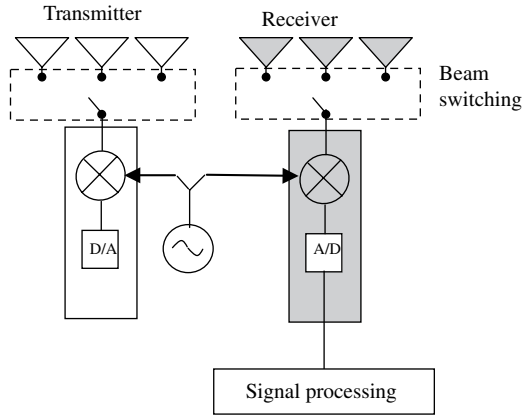 Transmitter
Receiver
Beam
switching
D/A
A/D
Signal processing